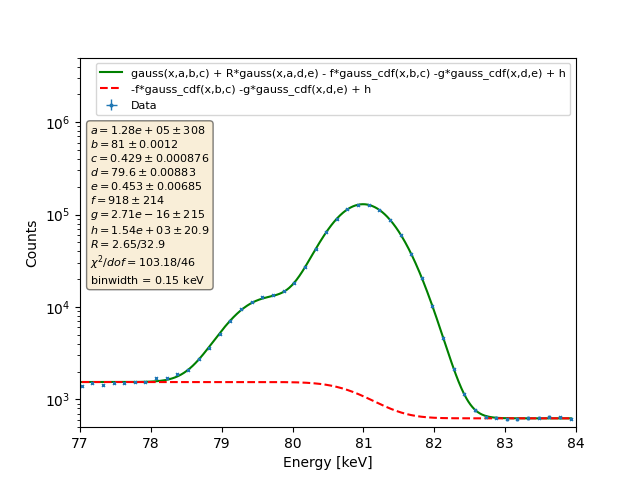 gauss(x,a,b,c) + R*gauss(x,a,d,e) - f*gauss_cdf(x,b,c) -g*gauss_cdf(x,d,e) + h
-f*gauss_cdf(x,b,c) -g*gauss_cdf(x,d,e) + h
Data
a = 1.28e + 05 ± 308
b = 81 ± 0.0012
c = 0.429 ± 0.000876
d = 79.6 ± 0.00883
e = 0.453 ± 0.00685
f = 918 ± 214
g = 2.71e − 16 ± 215
h = 1.54e + 03 ± 20.9
R = 2.65/32.9
χ²/dof = 103.18/46
binwidth = 0.15 keV
Counts
10⁶
10⁵
10⁴
10³
77 78 79 80 81 82 83 84
Energy [keV]